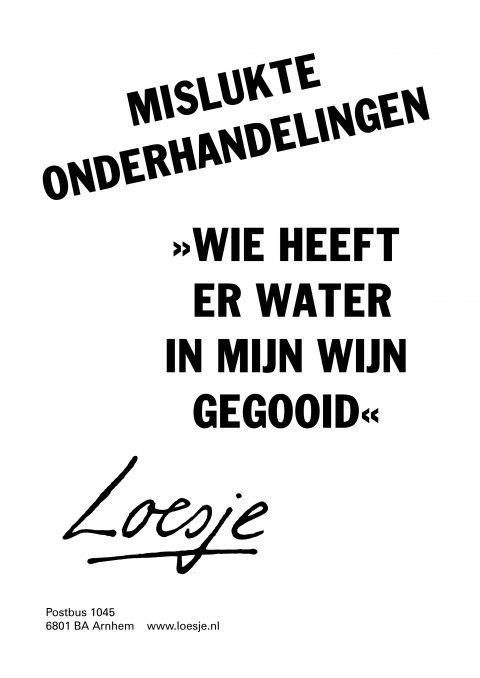 MISLUKTE
ONDERHANDELINGEN
»WIE HEEFT
ER WATER
IN MIJN WIJN
GEGOOID«
Loesje
Postbus 1045
6801 BA Arnhem www.loesje.nl